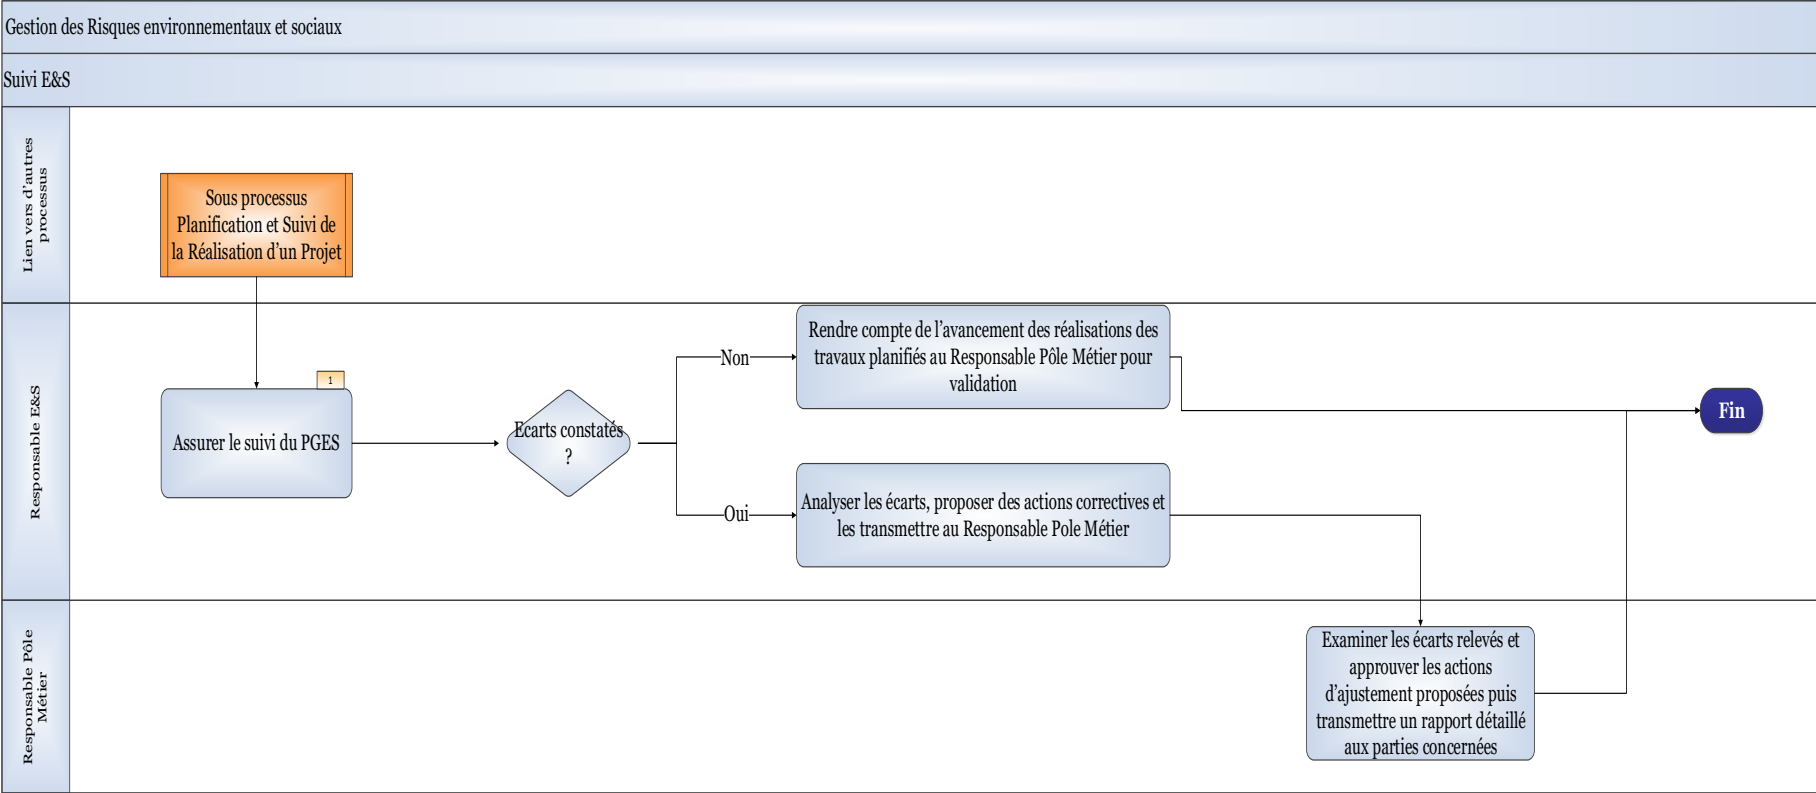 Gestion des Risques environnementaux et sociaux
Suivi E&S
Lien vers d’autres
processus
Sous processus
Planification et Suivi de
la Réalisation d’un Projet
Responsable E&S
1
Assurer le suivi du PGES
Ecarts constatés
?
Non
Rendre compte de l’avancement des réalisations des
travaux planifiés au Responsable Pôle Métier pour
validation
Oui
Analyser les écarts, proposer des actions correctives et
les transmettre au Responsable Pole Métier
Fin
Responsable Pôle
Métier
Examiner les écarts relevés et
approuver les actions
d’ajustement proposées puis
transmettre un rapport détaillé
aux parties concernées